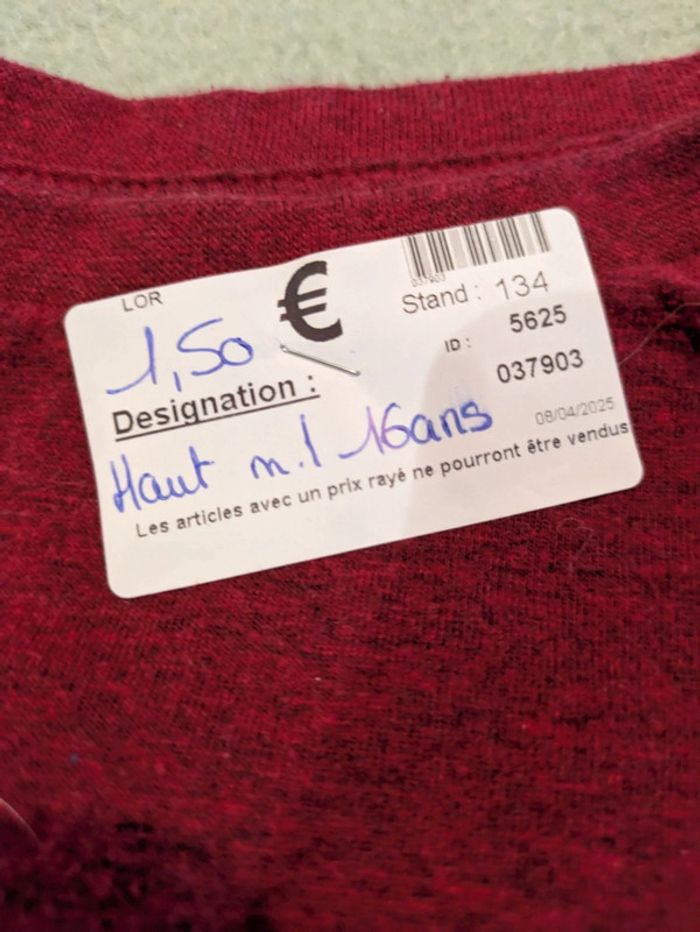 LOR
1,50 €
037903
Stand : 134
ID : 5625
037903
Designation :
Haut m.l 16ans
08/04/2025
Les articles avec un prix rayé ne pourront être vendus